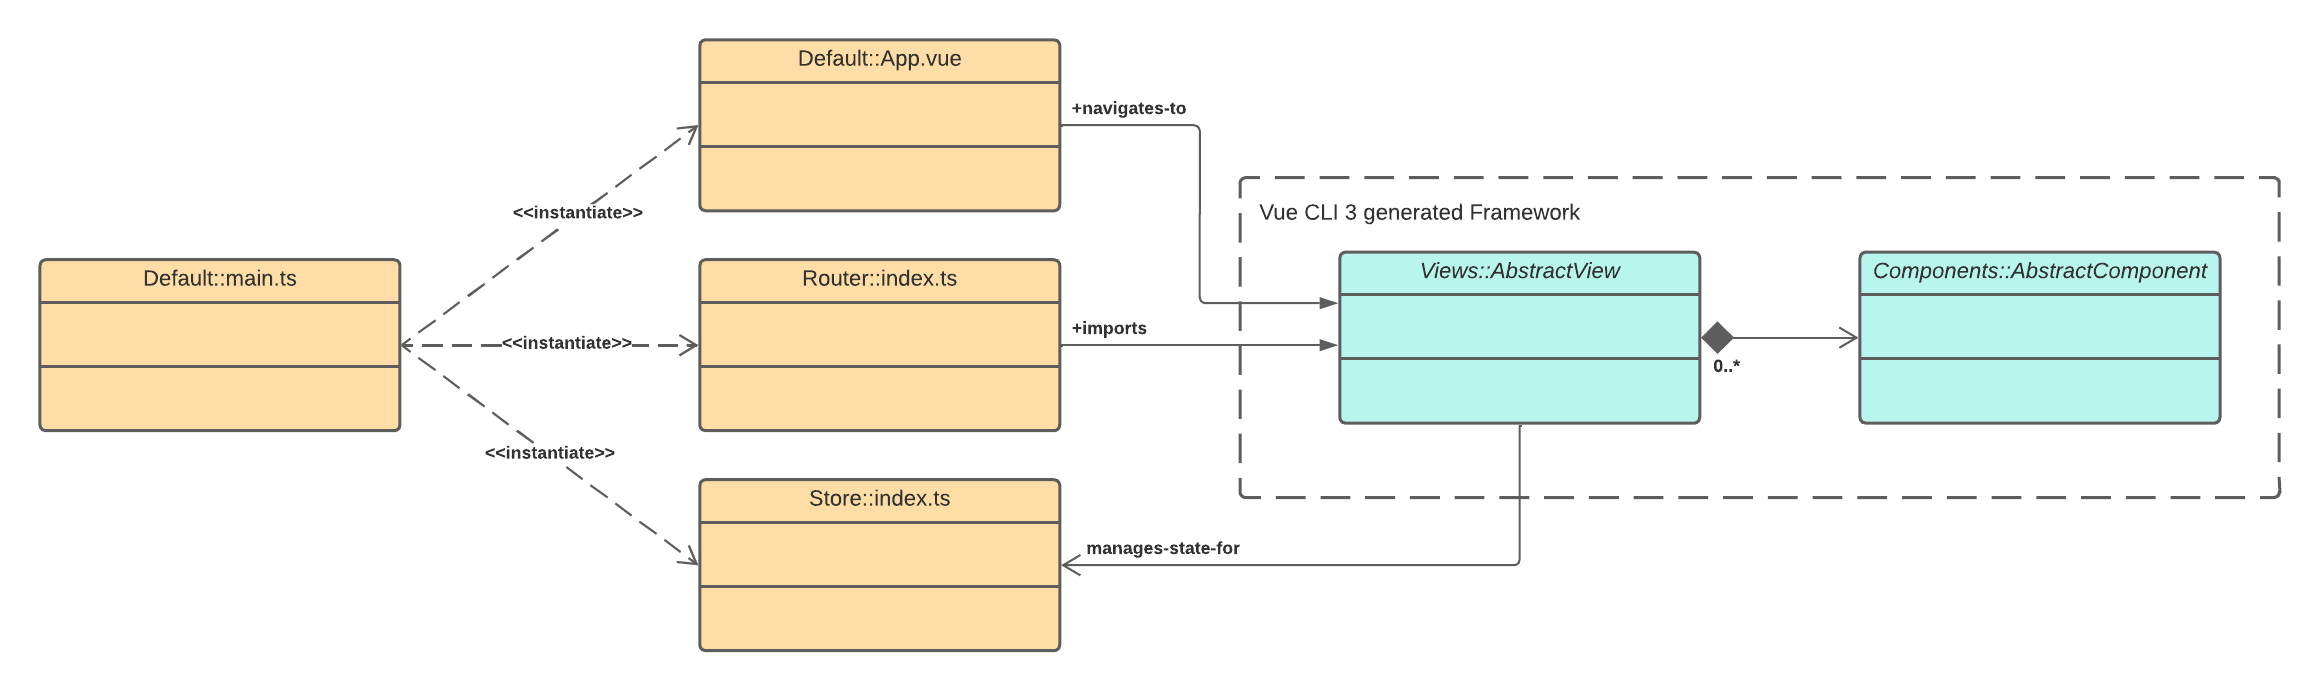 Default::App.vue
+navigates-to
<<instantiate>>
Vue CLI 3 generated Framework
Default::main.ts
Router::index.ts
Views::AbstractView
Components::AbstractComponent
<<instantiate>>
+imports
0..*
<<instantiate>>
Store::index.ts
manages-state-for